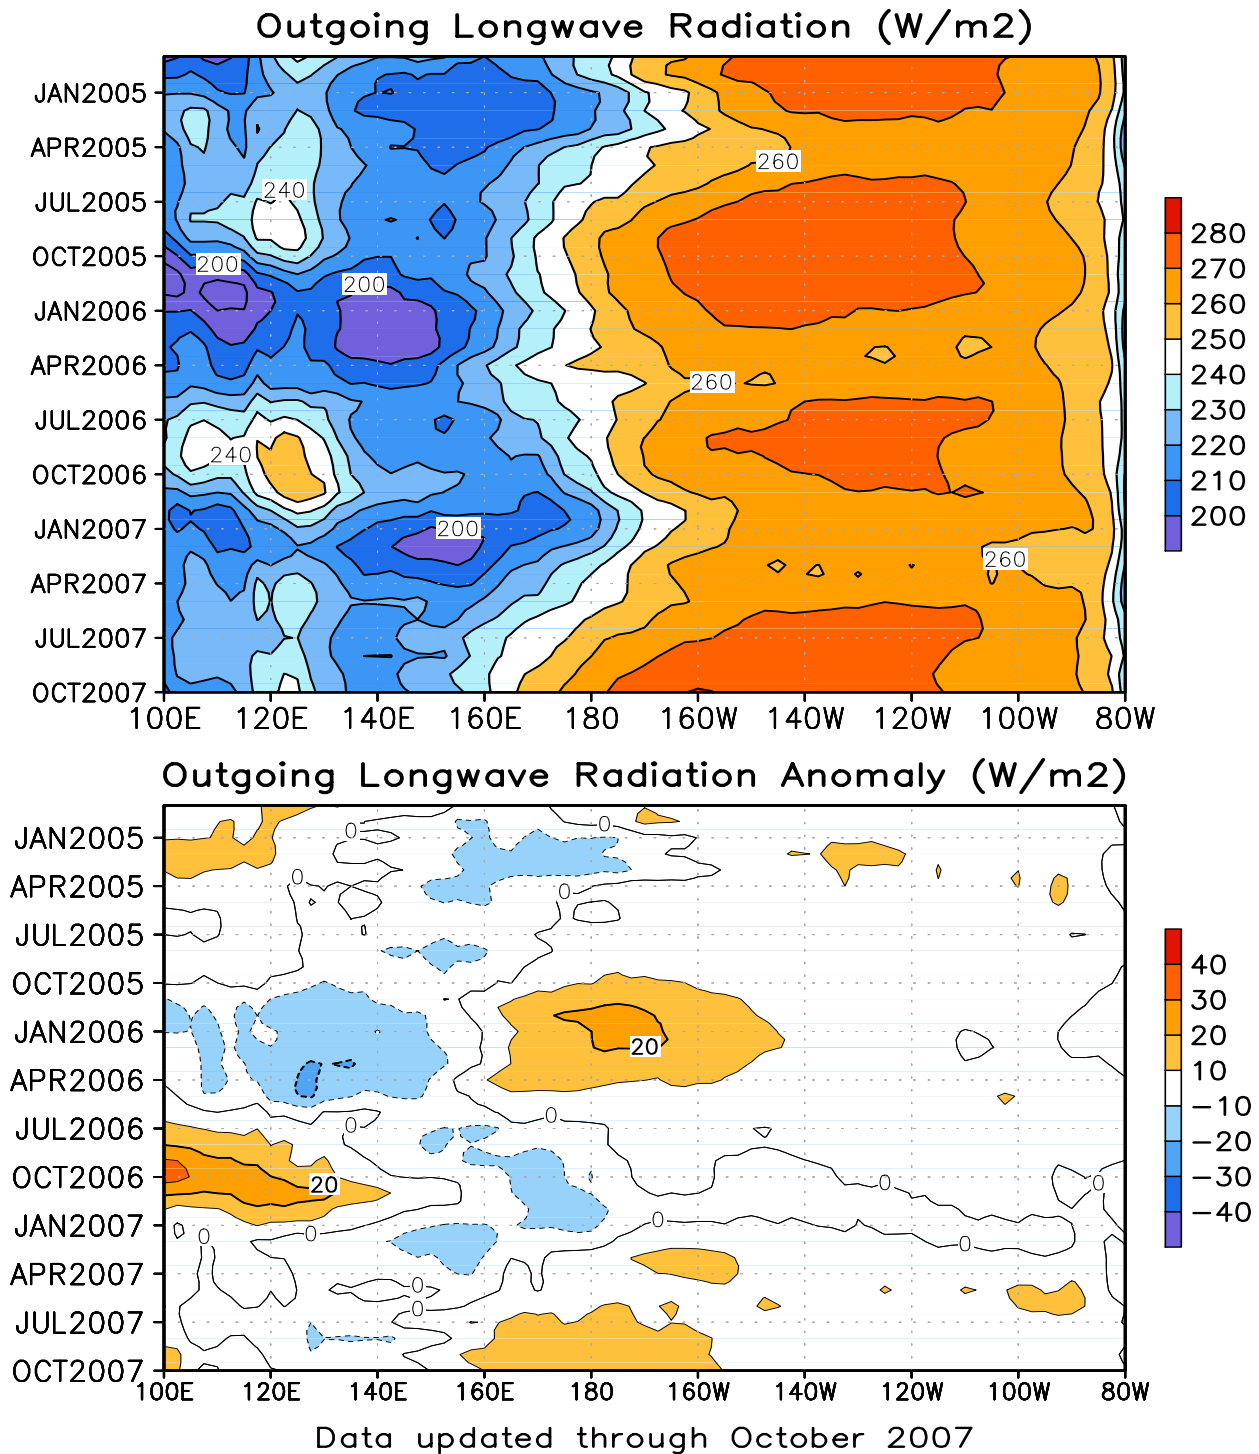 Outgoing Longwave Radiation (W/m2)
JAN2005
APR2005
JUL2005
OCT2005
JAN2006
APR2006
JUL2006
OCT2006
JAN2007
APR2007
JUL2007
OCT2007
260
240
200
200
260
240
200
260
100E 120E 140E 160E 180 160W 140W 120W 100W 80W
280
270
260
250
240
230
220
210
200
Outgoing Longwave Radiation Anomaly (W/m2)
JAN2005
APR2005
JUL2005
OCT2005
JAN2006
APR2006
JUL2006
OCT2006
JAN2007
APR2007
JUL2007
OCT2007
0
0
0
0
20
0
0
20
0
0
0
0
0
0
0
0
100E 120E 140E 160E 180 160W 140W 120W 100W 80W
40
30
20
10
−10
−20
−30
−40
Data updated through October 2007